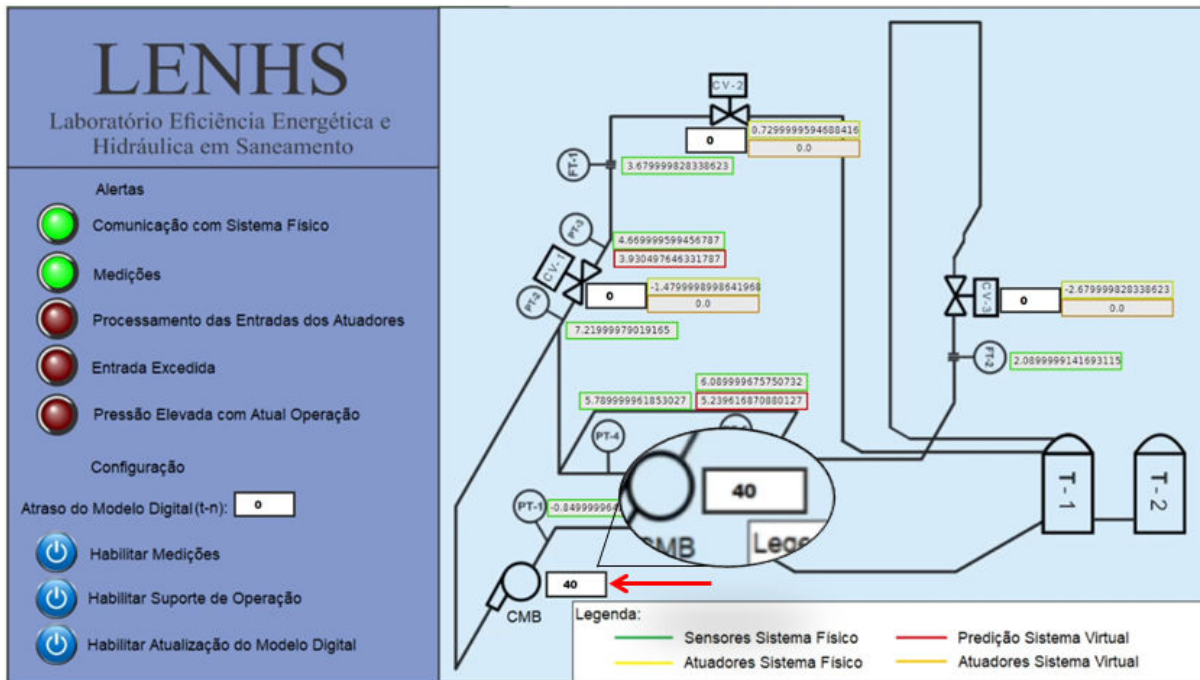 LENHS
Laboratório Eficiência Energética e
Hidráulica em Saneamento
Alertas
Comunicação com Sistema Físico
Medições
Processamento das Entradas dos Atuadores
Entrada Excedida
Pressão Elevada com Atual Operação
Configuração
Atraso do Modelo Digital(t-n):
0
Habilitar Medições
Habilitar Suporte de Operação
Habilitar Atualização do Modelo Digital
CV-2
0
0.7299999594688416
0.0
FT-1
3.679999828338623
PT-3
4.669999599456787
3.930497646331787
CV-1
0
-1.4799998998641968
0.0
PT-2
7.21999979019165
CV-3
0
-2.679999828338623
0.0
FT-2
2.0899999141693115
6.089999675750732
5.789999961853027
5.239616870880127
PT-4
PT-1
40
CMB
Lege
40
CMB
T-1
T-2
Legenda:
Sensores Sistema Físico
Predição Sistema Virtual
Atuadores Sistema Físico
Atuadores Sistema Virtual